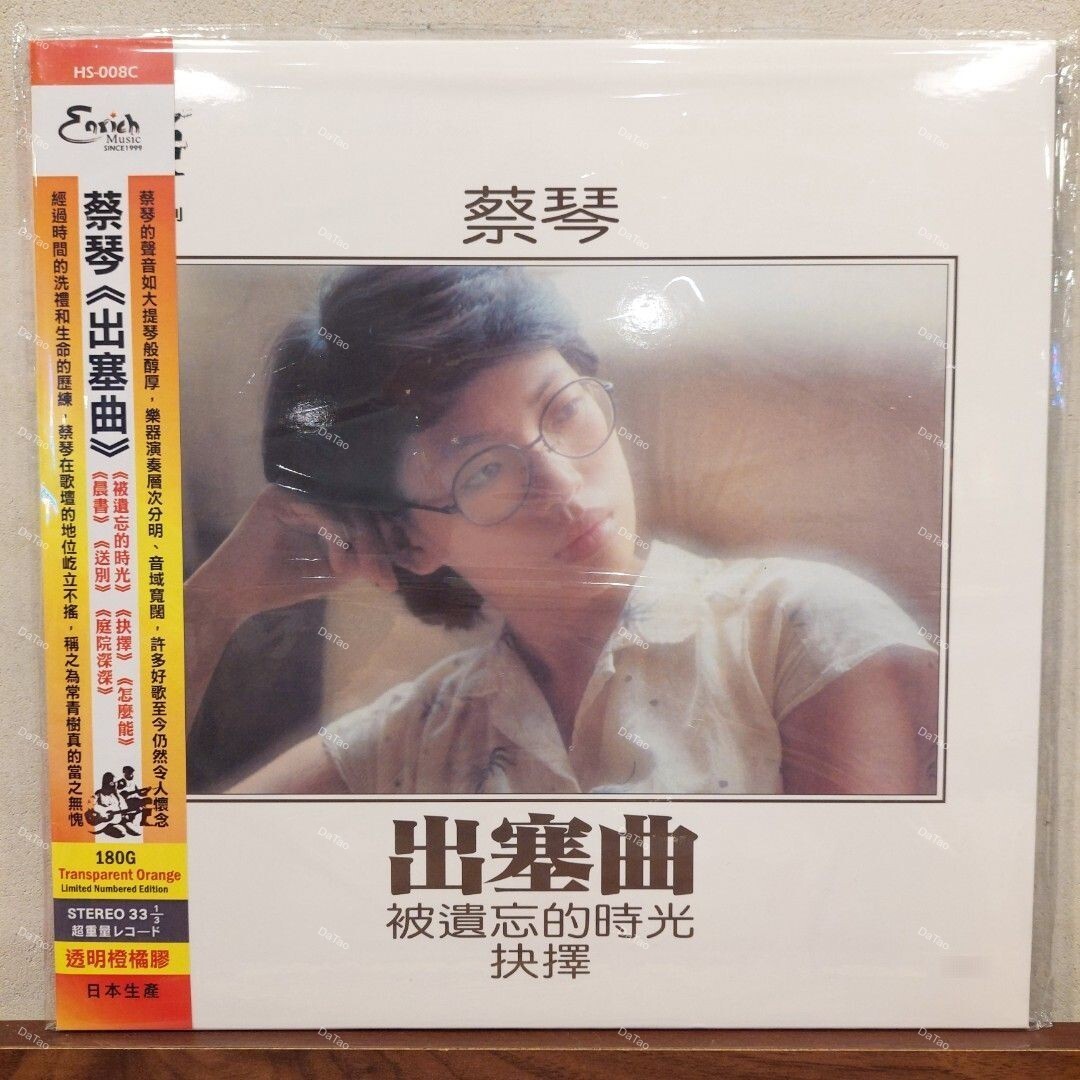 HS-008C
Enrich
Music
SINCE1999
蔡琴的聲音如大提琴般醇厚，樂器演奏層次分明、音域寬闊，許多好歌至今仍然令人懷念
蔡琴《出塞曲》
《被遺忘的時光》《抉擇》《怎麼能》
《晨書》《送別》《庭院深深》
經過時間的洗禮和生命的歷練，蔡琴在歌壇的地位屹立不搖，稱之為常青樹真的當之無愧
180G
Transparent Orange
Limited Numbered Edition
STEREO 33 1/3
超重量レコード
透明橙橘膠
日本生產
蔡琴
出塞曲
被遺忘的時光
抉擇
DaTao